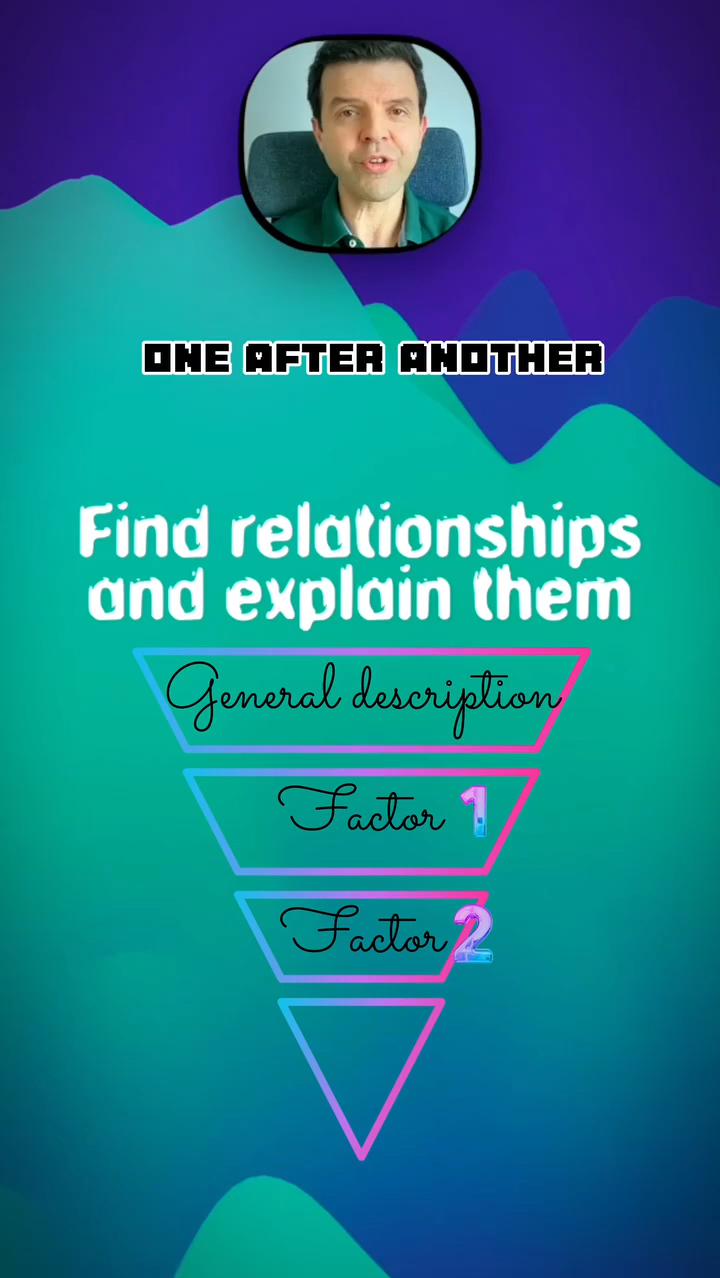 ONE AFTER ANOTHER
Find relationships
and explain them
General description
Factor 1
Factor 2